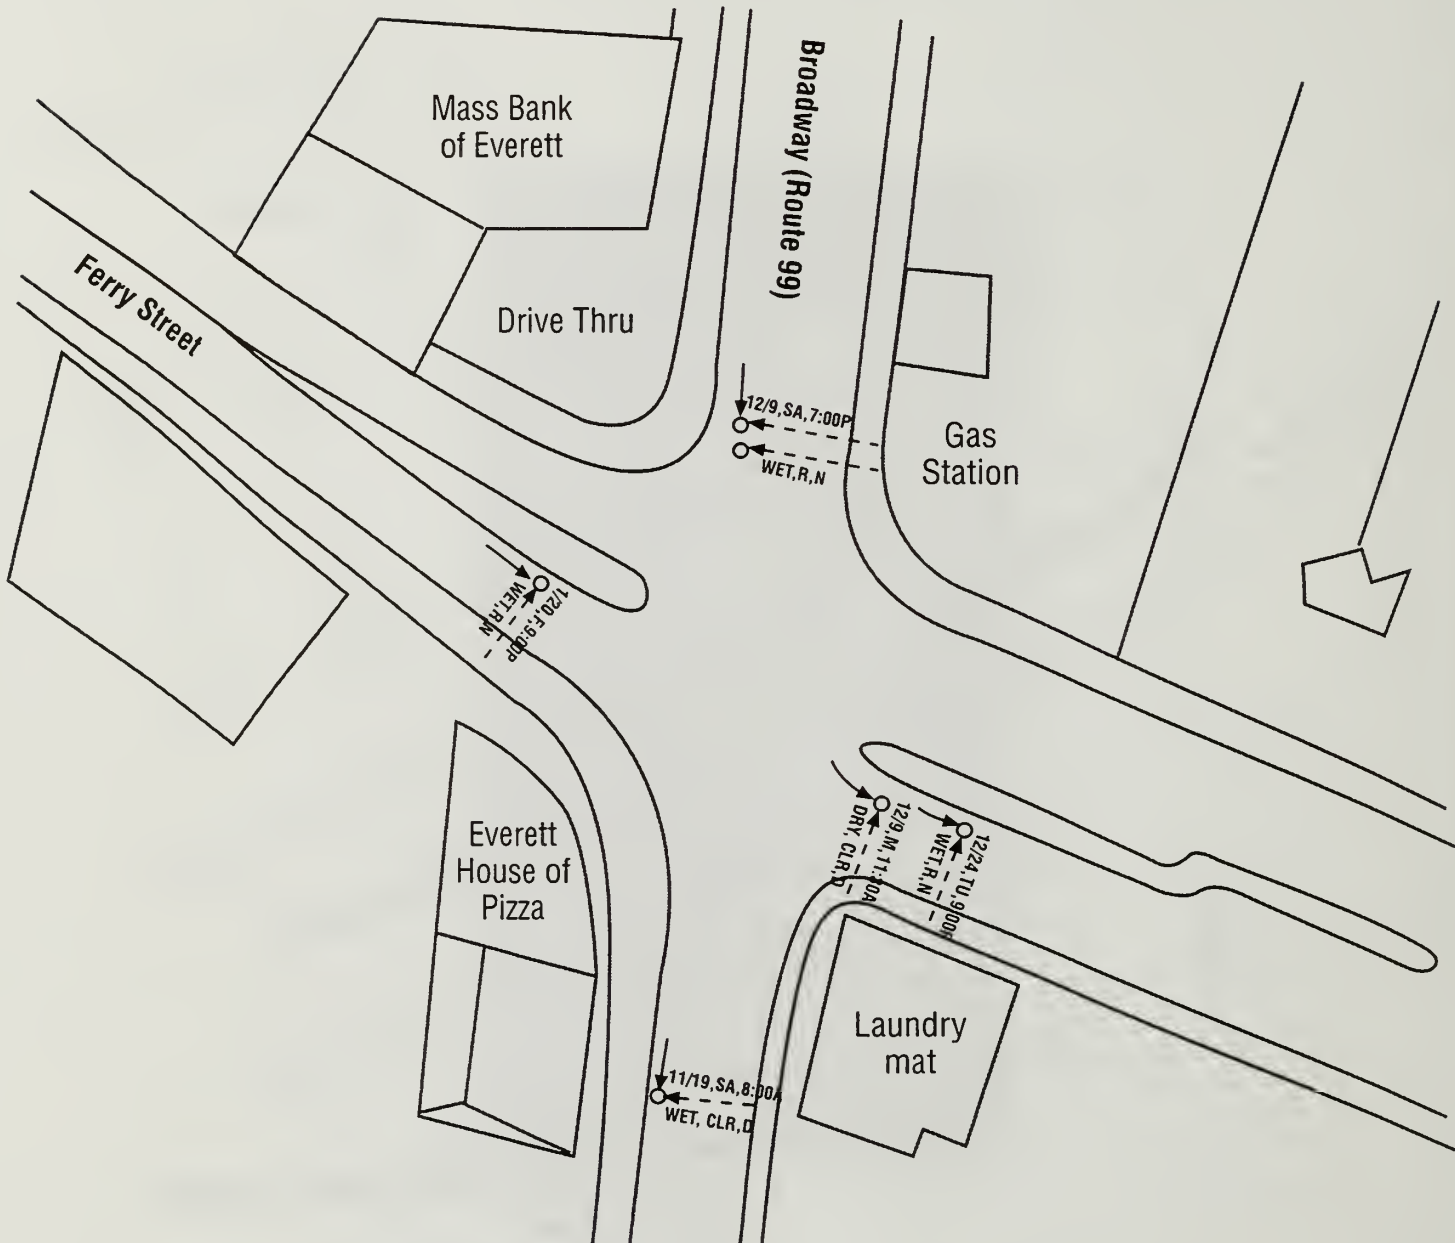 Mass Bank
of Everett
Broadway (Route 99)
Ferry Street
Drive Thru
12/9,SA,7:00P
WET,R,N
Gas
Station
1/20,F,9:00P
WET,R,N
12/9,M,11:30A
DRY, CLR,D
12/24,TU,9:00P
WET,R,N
Everett
House of
Pizza
Laundry
mat
11/19,SA,8:00A
WET, CLR,D